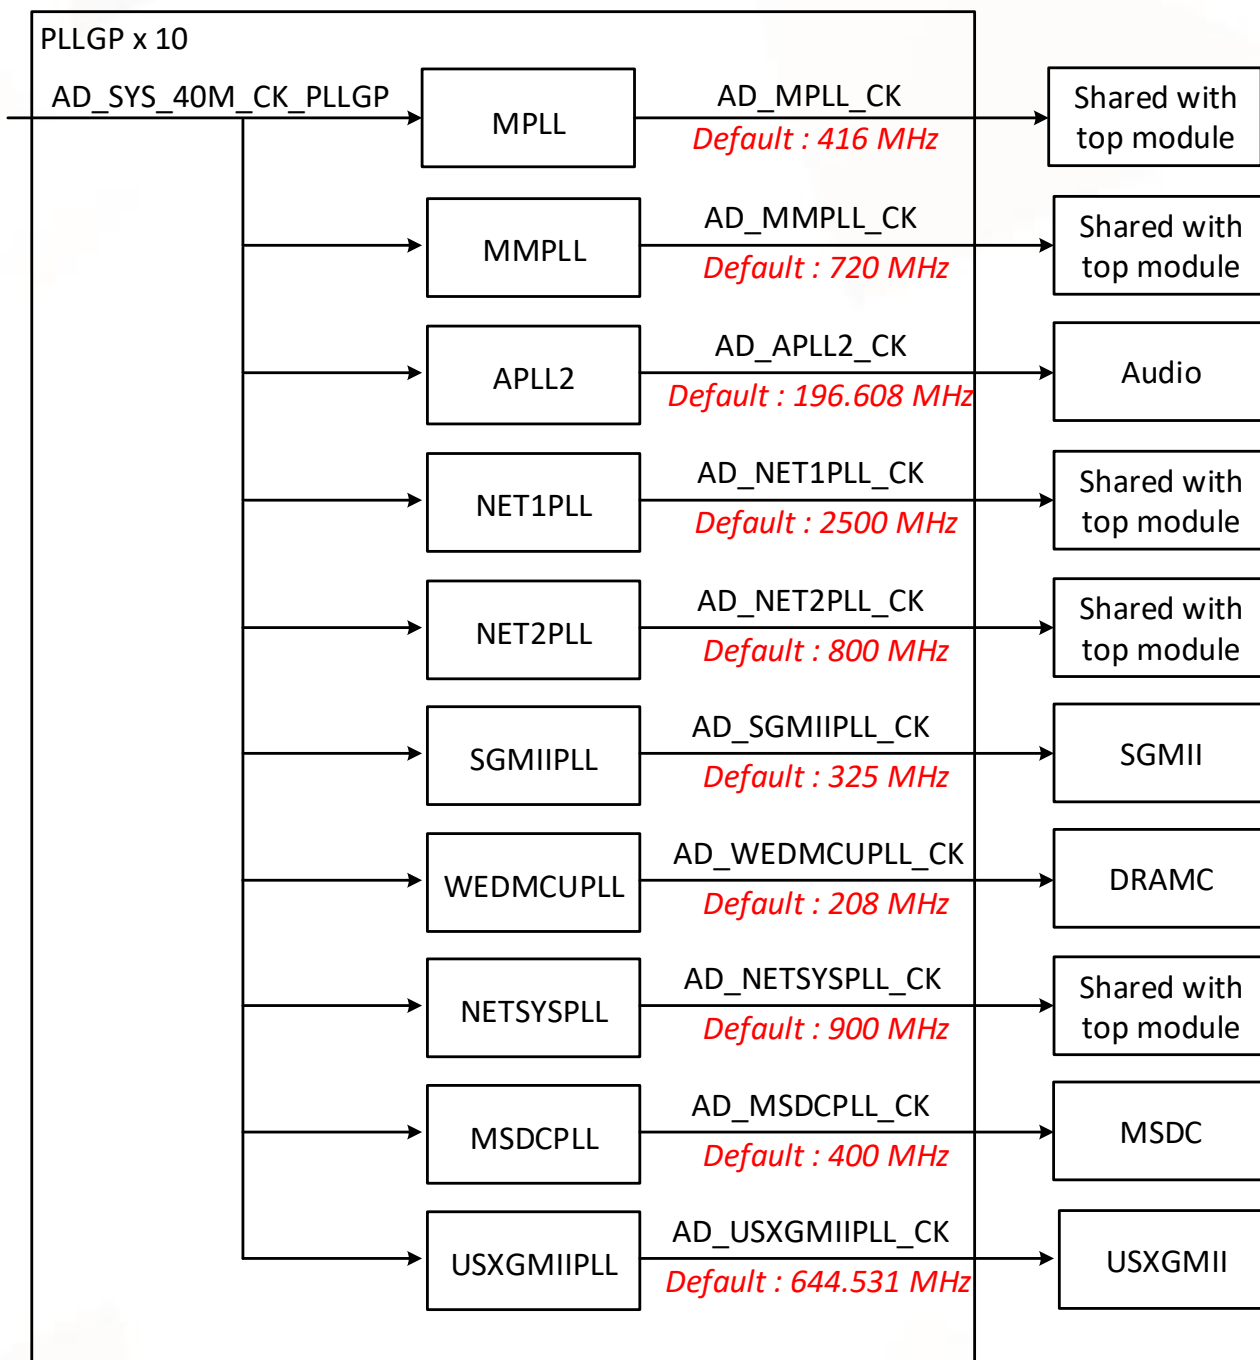 PLLGP x 10
AD_SYS_40M_CK_PLLGP
MPLL
AD_MPLL_CK
Default : 416 MHz
Shared with
top module
MMPLL
AD_MMPLL_CK
Default : 720 MHz
Shared with
top module
APLL2
AD_APLL2_CK
Default : 196.608 MHz
Audio
NET1PLL
AD_NET1PLL_CK
Default : 2500 MHz
Shared with
top module
NET2PLL
AD_NET2PLL_CK
Default : 800 MHz
Shared with
top module
SGMIIPLL
AD_SGMIIPLL_CK
Default : 325 MHz
SGMII
WEDMCUPLL
AD_WEDMCUPLL_CK
Default : 208 MHz
DRAMC
NETSYSPLL
AD_NETSYSPLL_CK
Default : 900 MHz
Shared with
top module
MSDCPLL
AD_MSDCPLL_CK
Default : 400 MHz
MSDC
USXGMIIPLL
AD_USXGMIIPLL_CK
Default : 644.531 MHz
USXGMII